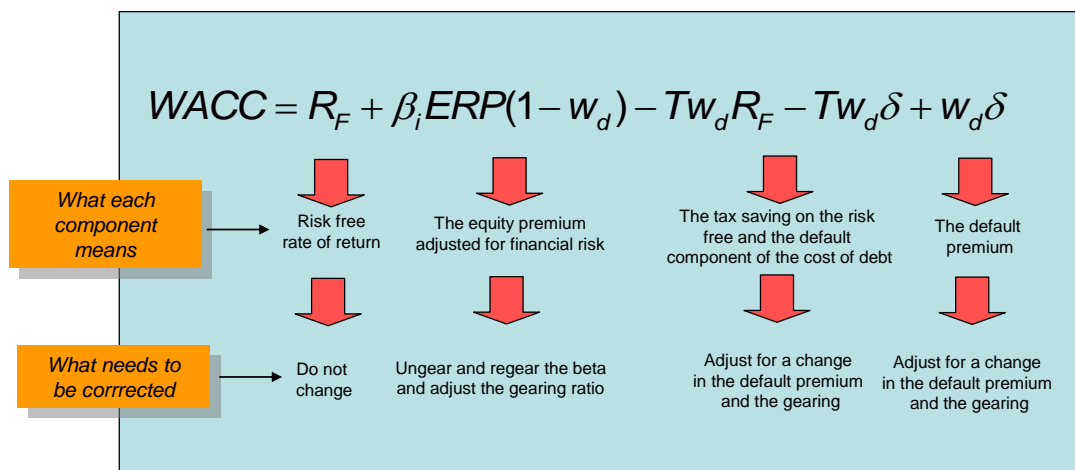 WACC = R_F + β_i ERP(1 − w_d) − Tw_d R_F − Tw_d δ + w_d δ
What each
component
means
Risk free
rate of return
The equity premium
adjusted for financial risk
The tax saving on the risk
free and the default
component of the cost of debt
The default
premium
What needs to
be corrrected
Do not
change
Ungear and regear the beta
and adjust the gearing ratio
Adjust for a change
in the default premium
and the gearing
Adjust for a change
in the default premium
and the gearing